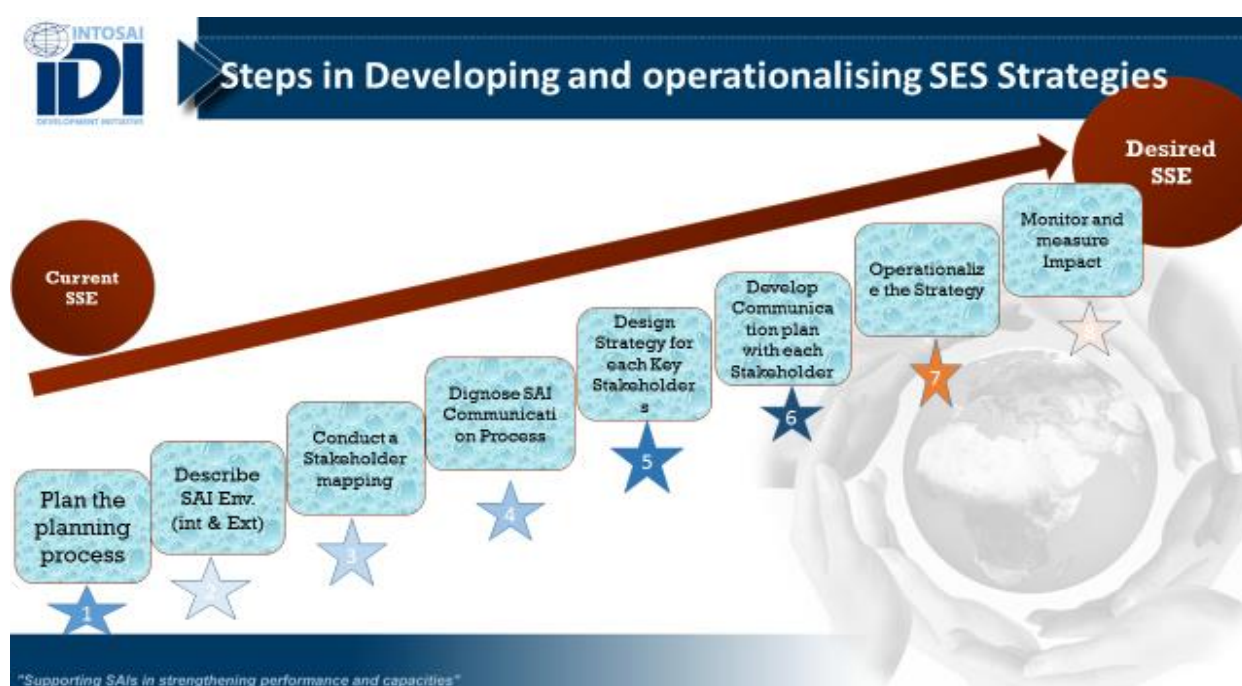 INTOSAI
IDI
DEVELOPMENT INITIATIVE
Steps in Developing and operationalising SES Strategies
Desired
SSE
Current
SSE
Plan the
planning
process
1
Describe
SAI Env.
(int & Ext)
2
Conduct a
Stakeholder
mapping
3
Dignose SAI
Communicati
on Process
4
Design
Strategy for
each Key
Stakeholder
s
5
Develop
Communica
tion plan
with each
Stakeholder
6
Operationaliz
e the Strategy
7
Monitor and
measure
Impact
"Supporting SAIs in strengthening performance and capacities"